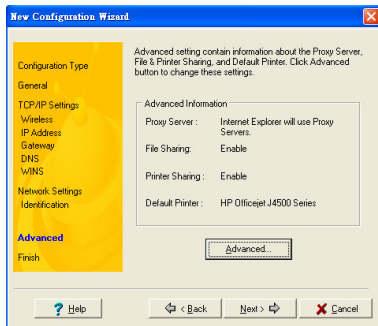 New Configuration Wizard
Advanced setting contain information about the Proxy Server,
File & Printer Sharing, and Default Printer. Click Advanced
button to change these settings.
Configuration Type
General
TCP/IP Settings
Wireless
IP Address
Gateway
DNS
WINS
Network Settings
Identification
Advanced
Finish
Advanced Information
Proxy Server : Internet Explorer will use Proxy
Servers.
File Sharing: Enable
Printer Sharing : Enable
Default Printer : HP Officejet J4500 Series
Advanced...
? Help
< Back
Next >
Cancel